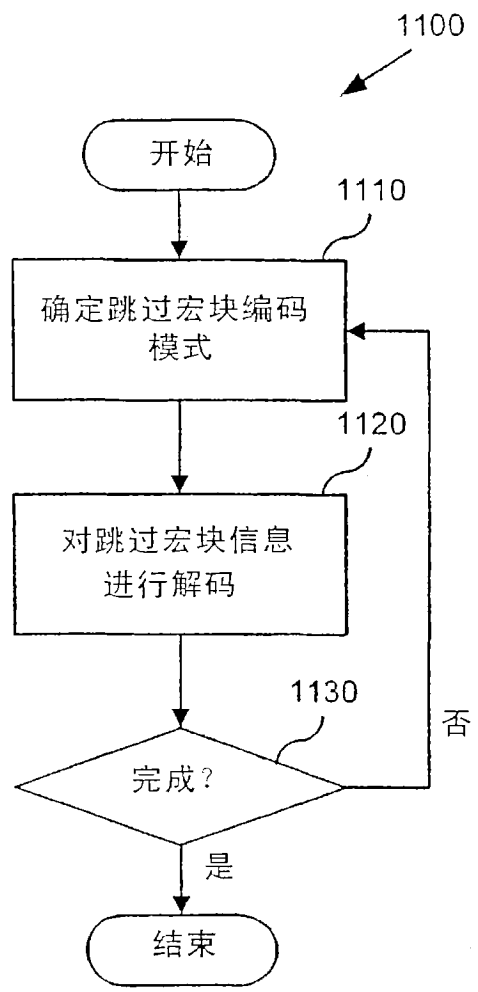 1100
开始
1110
确定跳过宏块编码
模式
1120
对跳过宏块信息
进行解码
1130
完成?
否
是
结束